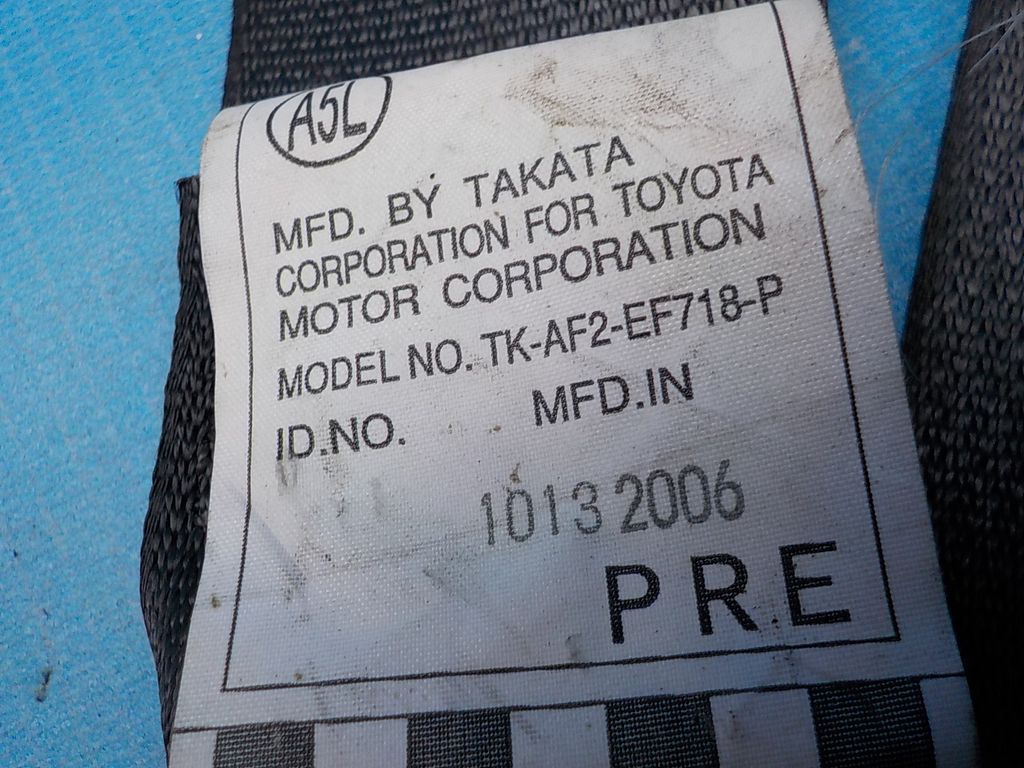 A5L
MFD. BY TAKATA
CORPORATION FOR TOYOTA
MOTOR CORPORATION
MODEL NO. TK-AF2-EF718-P
ID.NO. MFD.IN
1013 2006
PRE